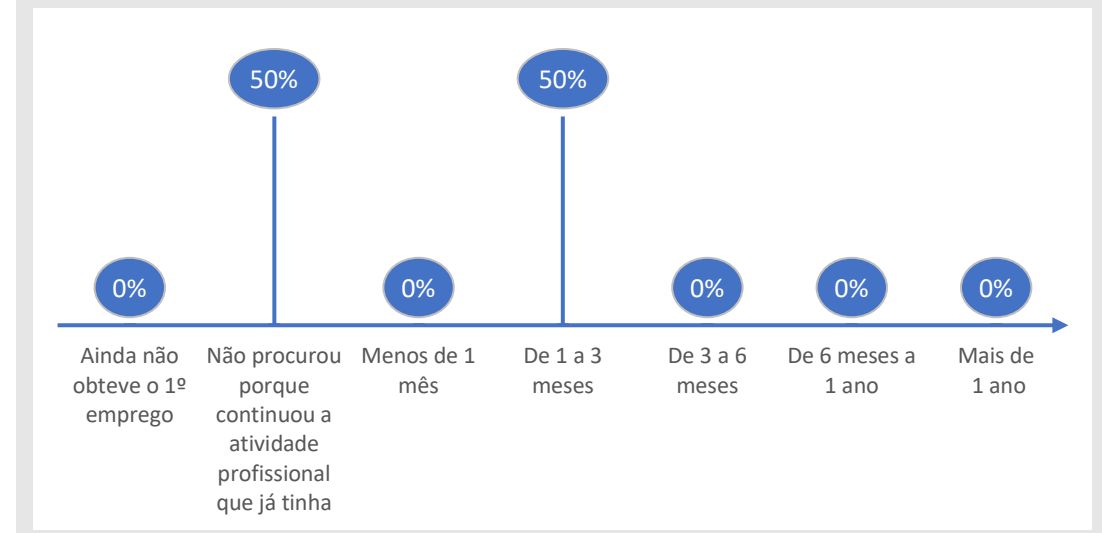 50%
50%
0%
0%
0%
0%
0%
Ainda não
obteve o 1º
emprego
Não procurou
porque
continuou a
atividade
profissional
que já tinha
Menos de 1
mês
De 1 a 3
meses
De 3 a 6
meses
De 6 meses a
1 ano
Mais de
1 ano